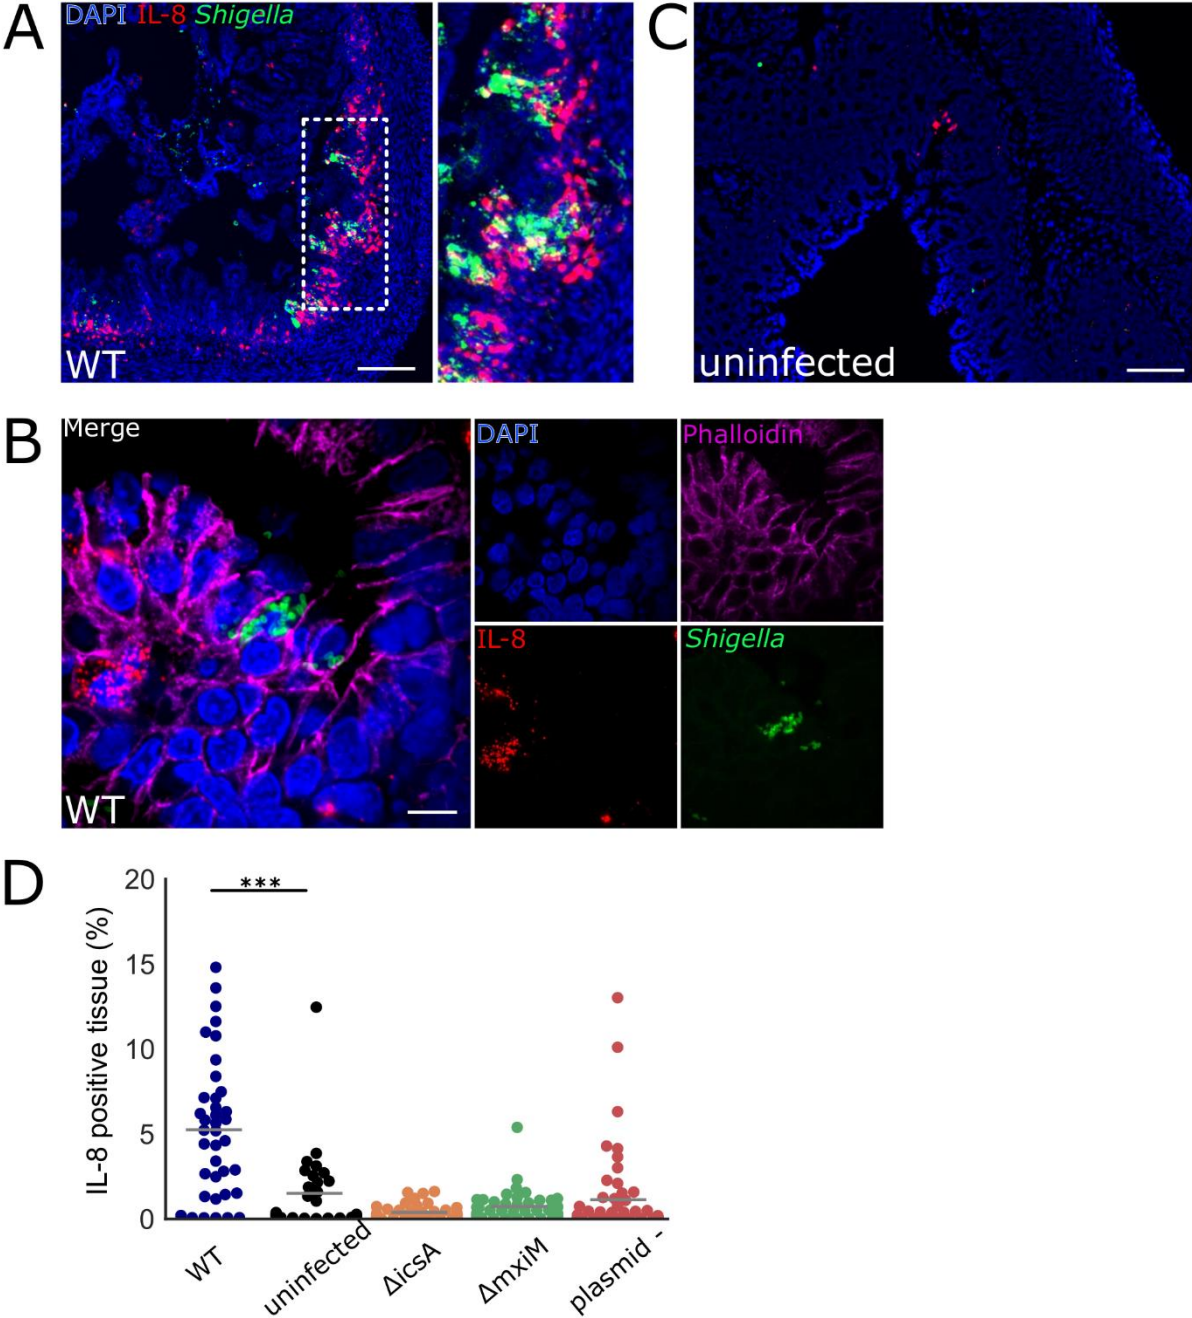 A
DAPI IL-8 Shigella
WT
C
uninfected
B
Merge
WT
DAPI
Phalloidin
IL-8
Shigella
D
IL-8 positive tissue (%)
20
15
10
5
0
***
WT
uninfected
ΔicsA
ΔmxiM
plasmid -